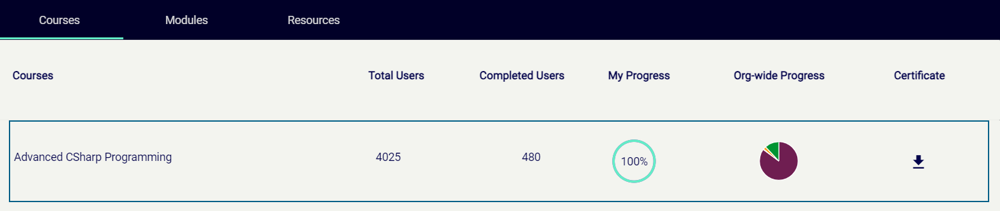 Courses Modules Resources
Courses Total Users Completed Users My Progress Org-wide Progress Certificate
Advanced CSharp Programming 4025 480 100%